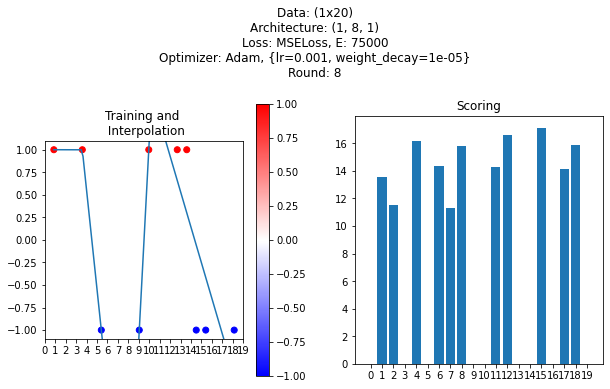 Data: (1x20)
Architecture: (1, 8, 1)
Loss: MSELoss, E: 75000
Optimizer: Adam, {lr=0.001, weight_decay=1e-05}
Round: 8
Training and
Interpolation
1.00
0.75
0.50
0.25
0.00
−0.25
−0.50
−0.75
−1.00
0 1 2 3 4 5 6 7 8 9 10 11 12 13 14 15 16 17 18 19
1.00
0.75
0.50
0.25
0.00
−0.25
−0.50
−0.75
−1.00
Scoring
16
14
12
10
8
6
4
2
0
0 1 2 3 4 5 6 7 8 9 10 11 12 13 14 15 16 17 18 19